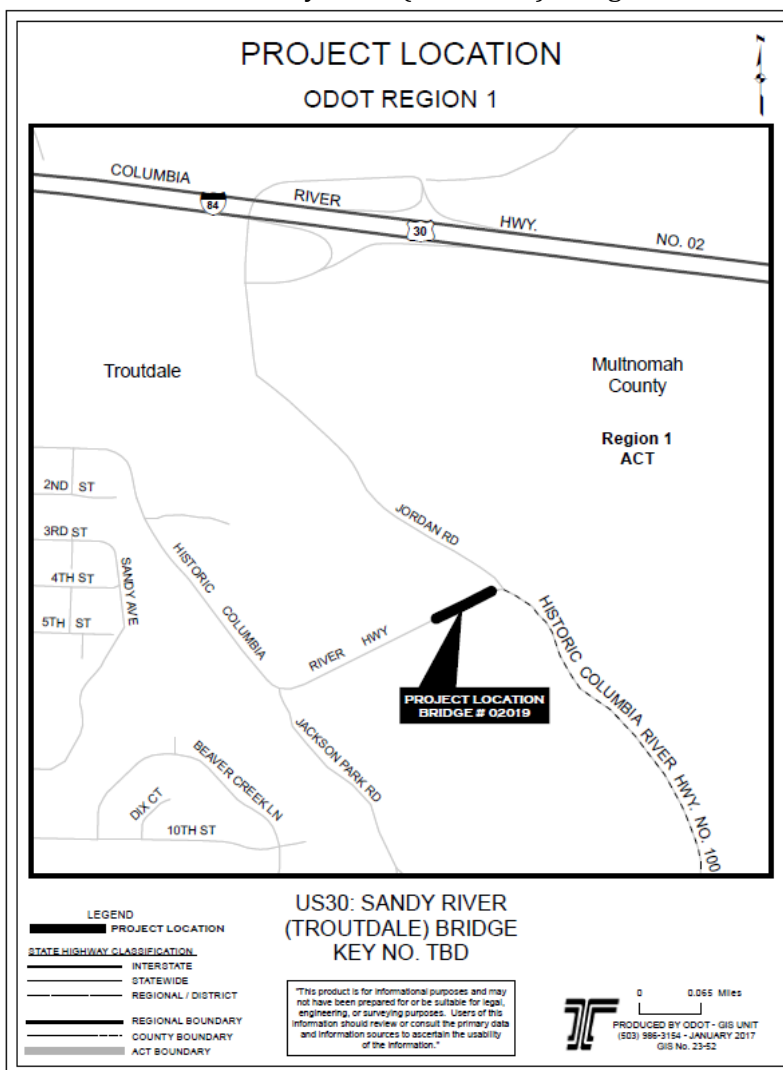 PROJECT LOCATION
ODOT REGION 1
COLUMBIA RIVER HWY. NO. 02
84
30
Troutdale
Multnomah
County
Region 1
ACT
2ND ST
3RD ST
4TH ST
5TH ST
SANDY AVE
HISTORIC COLUMBIA
RIVER HWY
JORDAN RD
HISTORIC COLUMBIA RIVER HWY. NO. 100
PROJECT LOCATION
BRIDGE # 02019
JACKSON PARK RD
BEAVER CREEK LN
DIX CT
10TH ST
LEGEND
PROJECT LOCATION
STATE HIGHWAY CLASSIFICATION
INTERSTATE
STATEWIDE
REGIONAL / DISTRICT
REGIONAL BOUNDARY
COUNTY BOUNDARY
ACT BOUNDARY
US30: SANDY RIVER
(TROUTDALE) BRIDGE
KEY NO. TBD
"This product is for informational purposes and may
not have been prepared for or be suitable for legal,
engineering, or surveying purposes. Users of this
information should review or consult the primary data
and information sources to ascertain the usability
of the information."
0 0.065 Miles
PRODUCED BY ODOT - GIS UNIT
(503) 986-3154 - JANUARY 2017
GIS No. 23-52